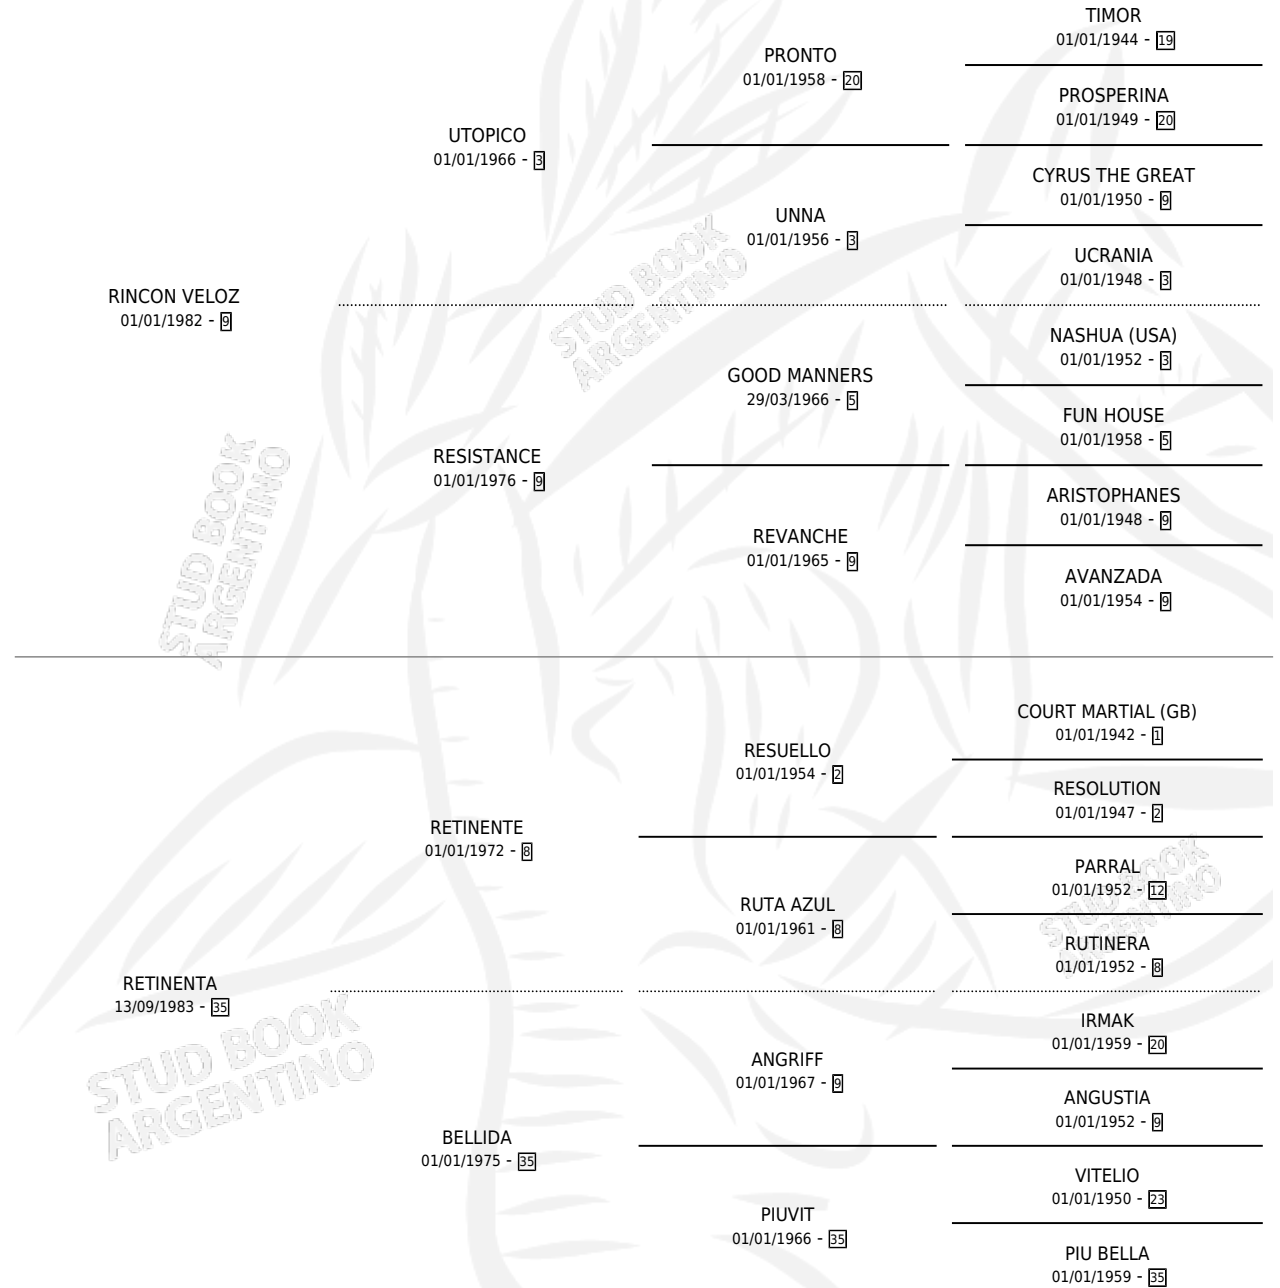 TIMOR
01/01/1944 - 19
PRONTO
01/01/1958 - 20
PROSPERINA
01/01/1949 - 20
UTOPICO
01/01/1966 - 3
CYRUS THE GREAT
01/01/1950 - 9
UNNA
01/01/1956 - 3
UCRANIA
01/01/1948 - 3
RINCON VELOZ
01/01/1982 - 9
NASHUA (USA)
01/01/1952 - 3
GOOD MANNERS
29/03/1966 - 5
FUN HOUSE
01/01/1958 - 5
RESISTANCE
01/01/1976 - 9
ARISTOPHANES
01/01/1948 - 9
REVANCHE
01/01/1965 - 9
AVANZADA
01/01/1954 - 9
COURT MARTIAL (GB)
01/01/1942 - 1
RESUELLO
01/01/1954 - 2
RESOLUTION
01/01/1947 - 2
RETINENTE
01/01/1972 - 8
PARRAL
01/01/1952 - 12
RUTA AZUL
01/01/1961 - 8
RUTINERA
01/01/1952 - 8
RETINENTA
13/09/1983 - 35
IRMAK
01/01/1959 - 20
ANGRIFF
01/01/1967 - 9
ANGUSTIA
01/01/1952 - 9
BELLIDA
01/01/1975 - 35
VITELIO
01/01/1950 - 23
PIUVIT
01/01/1966 - 35
PIU BELLA
01/01/1959 - 35
STUD BOOK
ARGENTINO
STUD BOOK
ARGENTINO
STUD BOOK
ARGENTINO
STUD BOOK
ARGENTINO